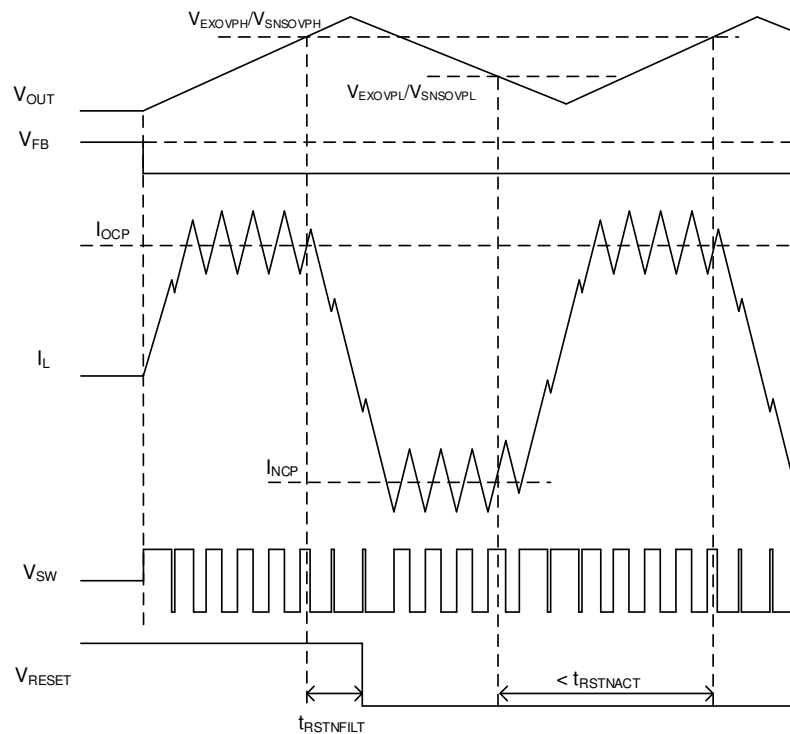 VEXOVPH/VSNSOVPH
VEXOVPL/VSNSOVPL
VOUT
VFB
IOCP
IL
INCP
VSW
VRESET
< tRSTNACT
tRSTNFILT